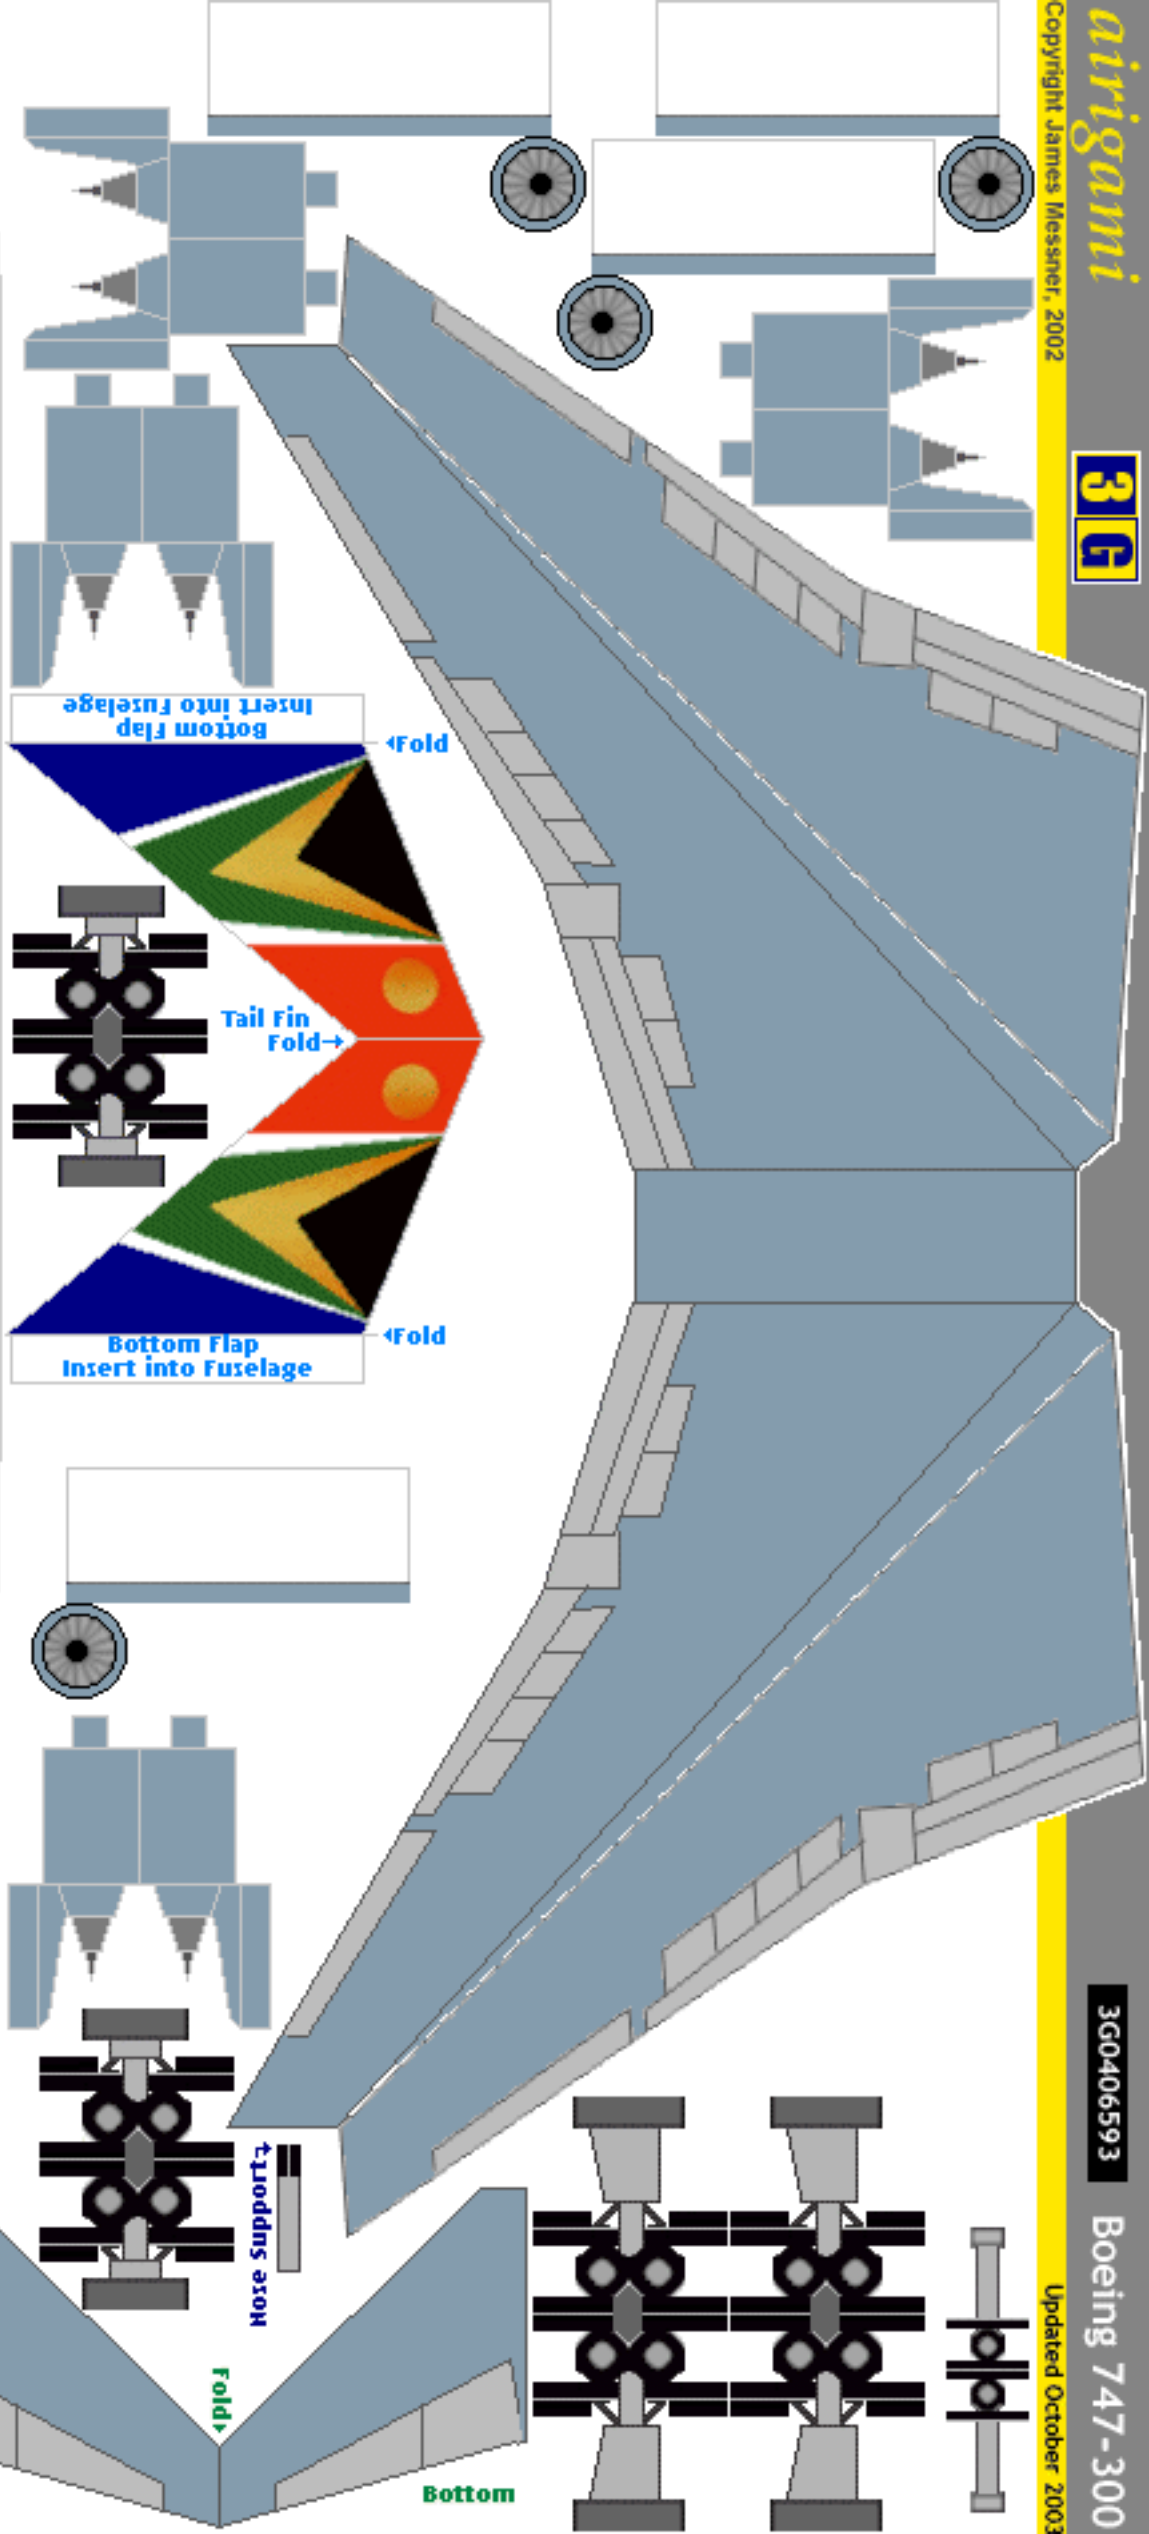 airigami
Copyright James Messner, 2002
3G
3G0406593
Boeing 747-300
Updated October 2003
Bottom Flap
Insert into Fuselage
Fold
Tail Fin
Fold→
Fold
Bottom Flap
Insert into Fuselage
Nose Support
Fold
Bottom